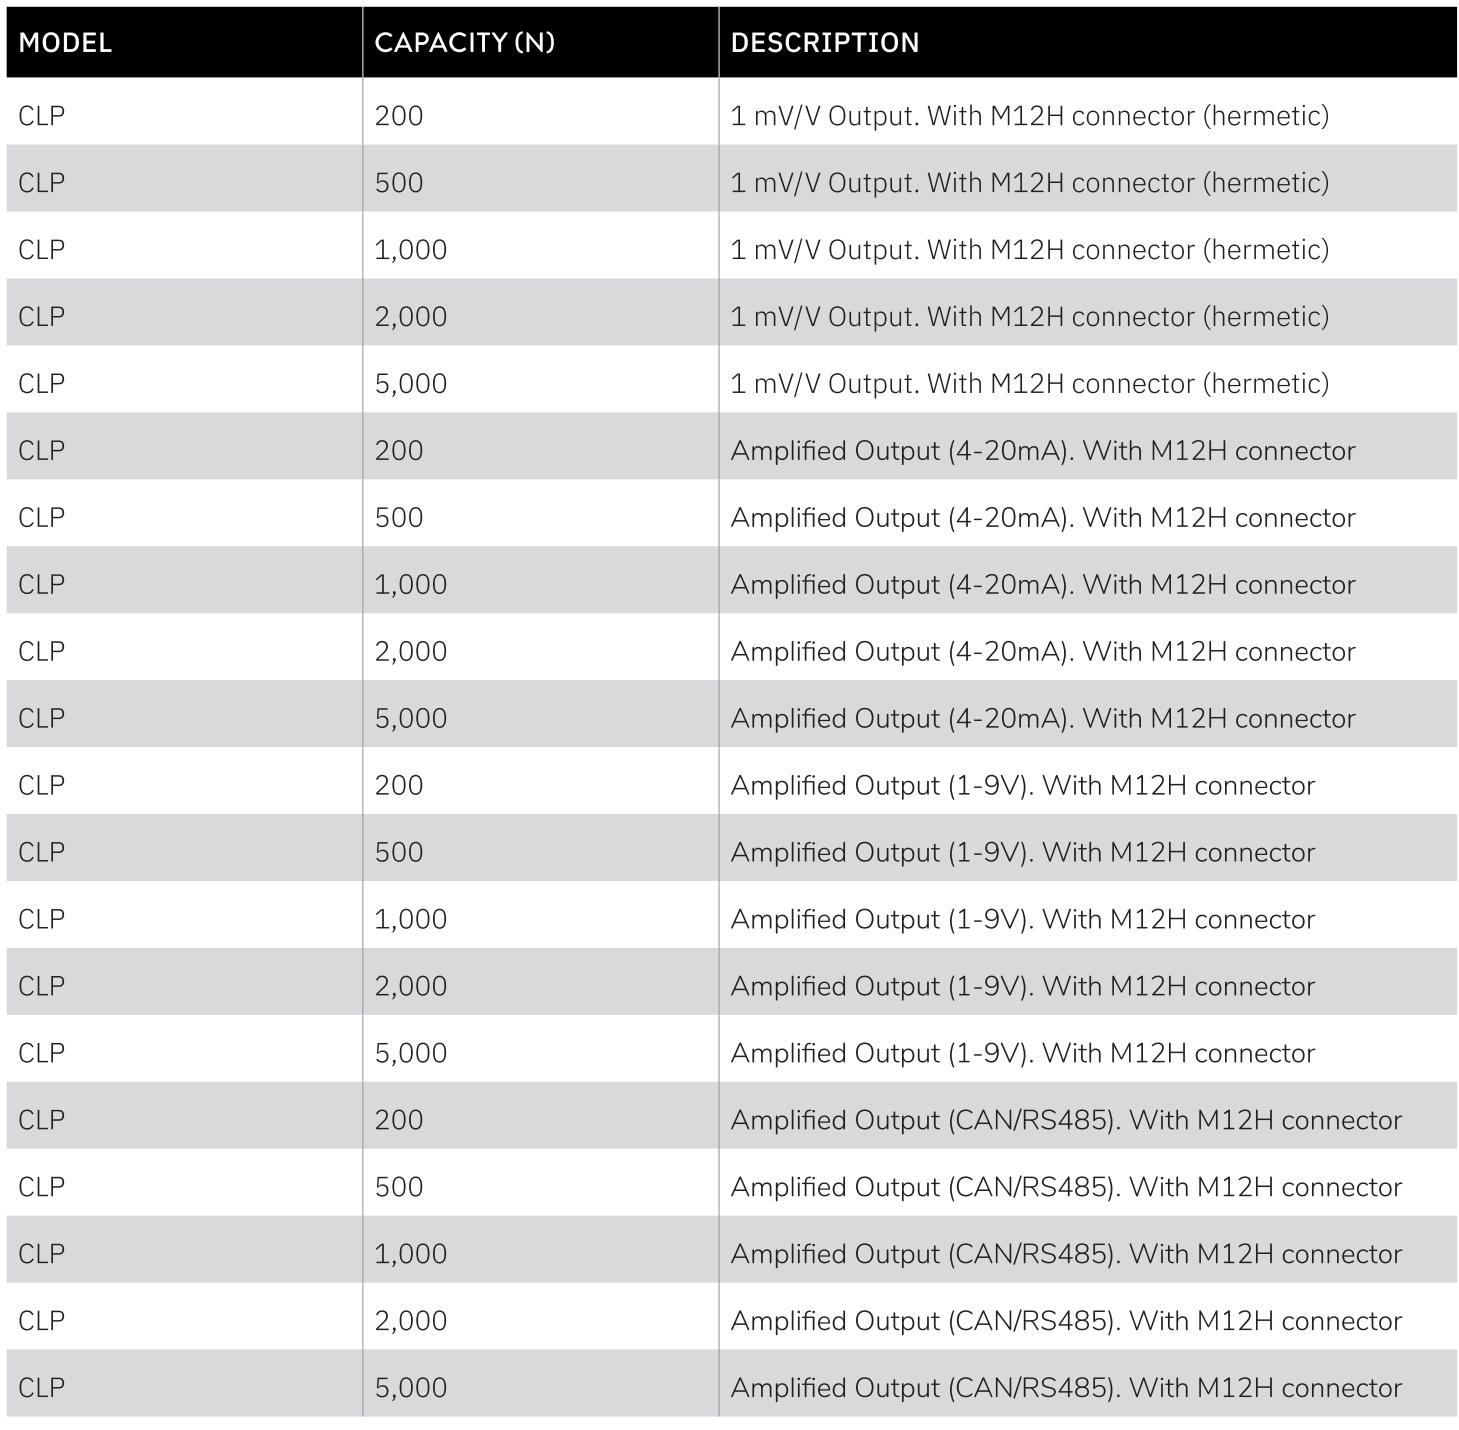 MODEL CAPACITY (N) DESCRIPTION
CLP 200 1 mV/V Output. With M12H connector (hermetic)
CLP 500 1 mV/V Output. With M12H connector (hermetic)
CLP 1,000 1 mV/V Output. With M12H connector (hermetic)
CLP 2,000 1 mV/V Output. With M12H connector (hermetic)
CLP 5,000 1 mV/V Output. With M12H connector (hermetic)
CLP 200 Amplified Output (4-20mA). With M12H connector
CLP 500 Amplified Output (4-20mA). With M12H connector
CLP 1,000 Amplified Output (4-20mA). With M12H connector
CLP 2,000 Amplified Output (4-20mA). With M12H connector
CLP 5,000 Amplified Output (4-20mA). With M12H connector
CLP 200 Amplified Output (1-9V). With M12H connector
CLP 500 Amplified Output (1-9V). With M12H connector
CLP 1,000 Amplified Output (1-9V). With M12H connector
CLP 2,000 Amplified Output (1-9V). With M12H connector
CLP 5,000 Amplified Output (1-9V). With M12H connector
CLP 200 Amplified Output (CAN/RS485). With M12H connector
CLP 500 Amplified Output (CAN/RS485). With M12H connector
CLP 1,000 Amplified Output (CAN/RS485). With M12H connector
CLP 2,000 Amplified Output (CAN/RS485). With M12H connector
CLP 5,000 Amplified Output (CAN/RS485). With M12H connector